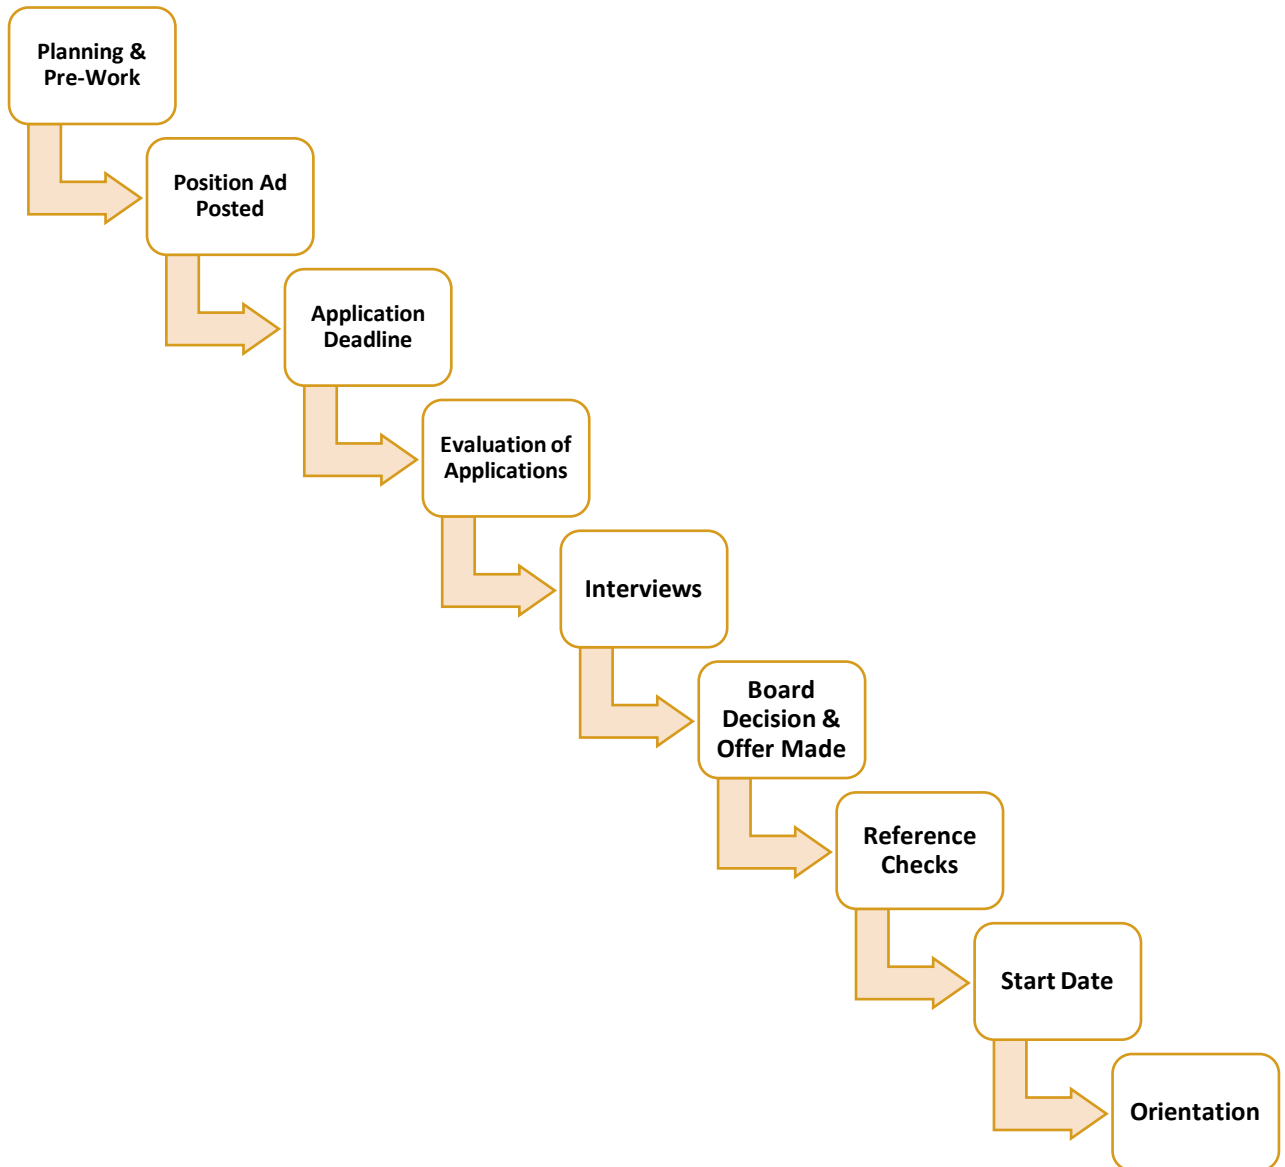 Planning &
Pre-Work
Position Ad
Posted
Application
Deadline
Evaluation of
Applications
Interviews
Board
Decision &
Offer Made
Reference
Checks
Start Date
Orientation